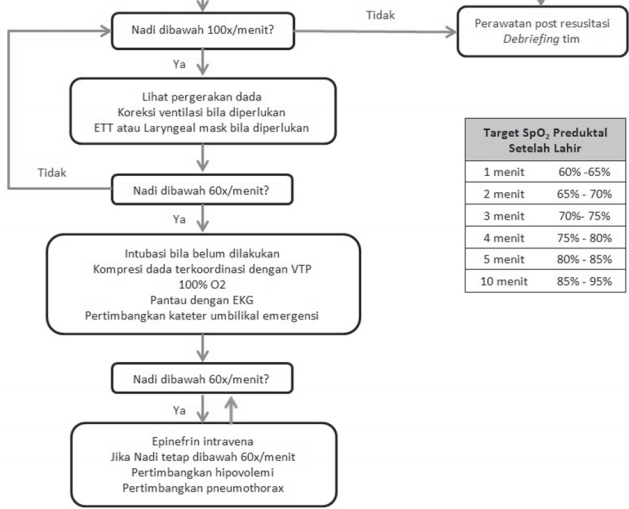 Nadi dibawah 100x/menit?
Tidak
Perawatan post resusitasi
Debriefing tim
Ya
Lihat pergerakan dada
Koreksi ventilasi bila diperlukan
ETT atau Laryngeal mask bila diperlukan
Tidak
Nadi dibawah 60x/menit?
Ya
Intubasi bila belum dilakukan
Kompresi dada terkoordinasi dengan VTP
100% O2
Pantau dengan EKG
Pertimbangkan kateter umbilikal emergensi
Nadi dibawah 60x/menit?
Ya
Epinefrin intravena
Jika Nadi tetap dibawah 60x/menit
Pertimbangkan hipovolemi
Pertimbangkan pneumothorax
Target SpO₂ Preduktal
Setelah Lahir
1 menit 60% -65%
2 menit 65% - 70%
3 menit 70%- 75%
4 menit 75% - 80%
5 menit 80% - 85%
10 menit 85% - 95%